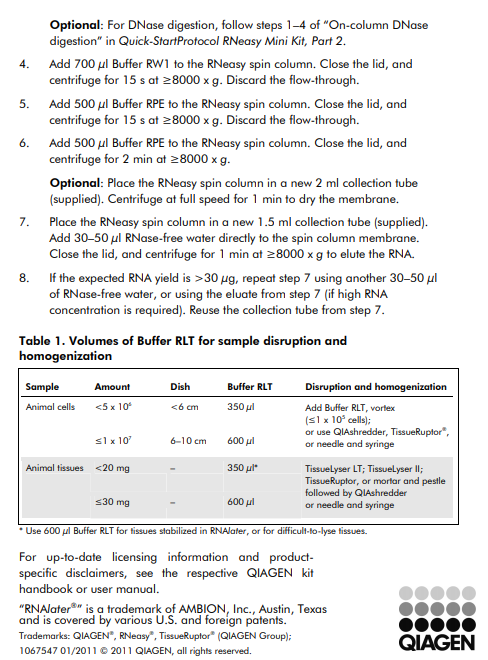 Optional: For DNase digestion, follow steps 1–4 of “On-column DNase
digestion” in Quick-StartProtocol RNeasy Mini Kit, Part 2.
4. Add 700 µl Buffer RW1 to the RNeasy spin column. Close the lid, and
centrifuge for 15 s at ≥8000 x g. Discard the flow-through.
5. Add 500 µl Buffer RPE to the RNeasy spin column. Close the lid, and
centrifuge for 15 s at ≥8000 x g. Discard the flow-through.
6. Add 500 µl Buffer RPE to the RNeasy spin column. Close the lid, and
centrifuge for 2 min at ≥8000 x g.
Optional: Place the RNeasy spin column in a new 2 ml collection tube
(supplied). Centrifuge at full speed for 1 min to dry the membrane.
7. Place the RNeasy spin column in a new 1.5 ml collection tube (supplied).
Add 30–50 µl RNase-free water directly to the spin column membrane.
Close the lid, and centrifuge for 1 min at ≥8000 x g to elute the RNA.
8. If the expected RNA yield is >30 µg, repeat step 7 using another 30–50 µl
of RNase-free water, or using the eluate from step 7 (if high RNA
concentration is required). Reuse the collection tube from step 7.
Table 1. Volumes of Buffer RLT for sample disruption and
homogenization
Sample Amount Dish Buffer RLT Disruption and homogenization
Animal cells <5 x 10⁶ <6 cm 350 µl Add Buffer RLT, vortex
(≤1 x 10⁵ cells);
≤1 x 10⁷ 6–10 cm 600 µl or use QIAshredder, TissueRuptor®,
or needle and syringe
Animal tissues <20 mg – 350 µl* TissueLyser LT; TissueLyser II;
TissueRuptor, or mortar and pestle
followed by QIAshredder
≤30 mg – 600 µl or needle and syringe
* Use 600 µl Buffer RLT for tissues stabilized in RNAlater, or for difficult-to-lyse tissues.
For up-to-date licensing information and product-
specific disclaimers, see the respective QIAGEN kit
handbook or user manual.
“RNAlater®” is a trademark of AMBION, Inc., Austin, Texas
and is covered by various U.S. and foreign patents.
Trademarks: QIAGEN®, RNeasy®, TissueRuptor® (QIAGEN Group);
1067547 01/2011 © 2011 QIAGEN, all rights reserved.
QIAGEN